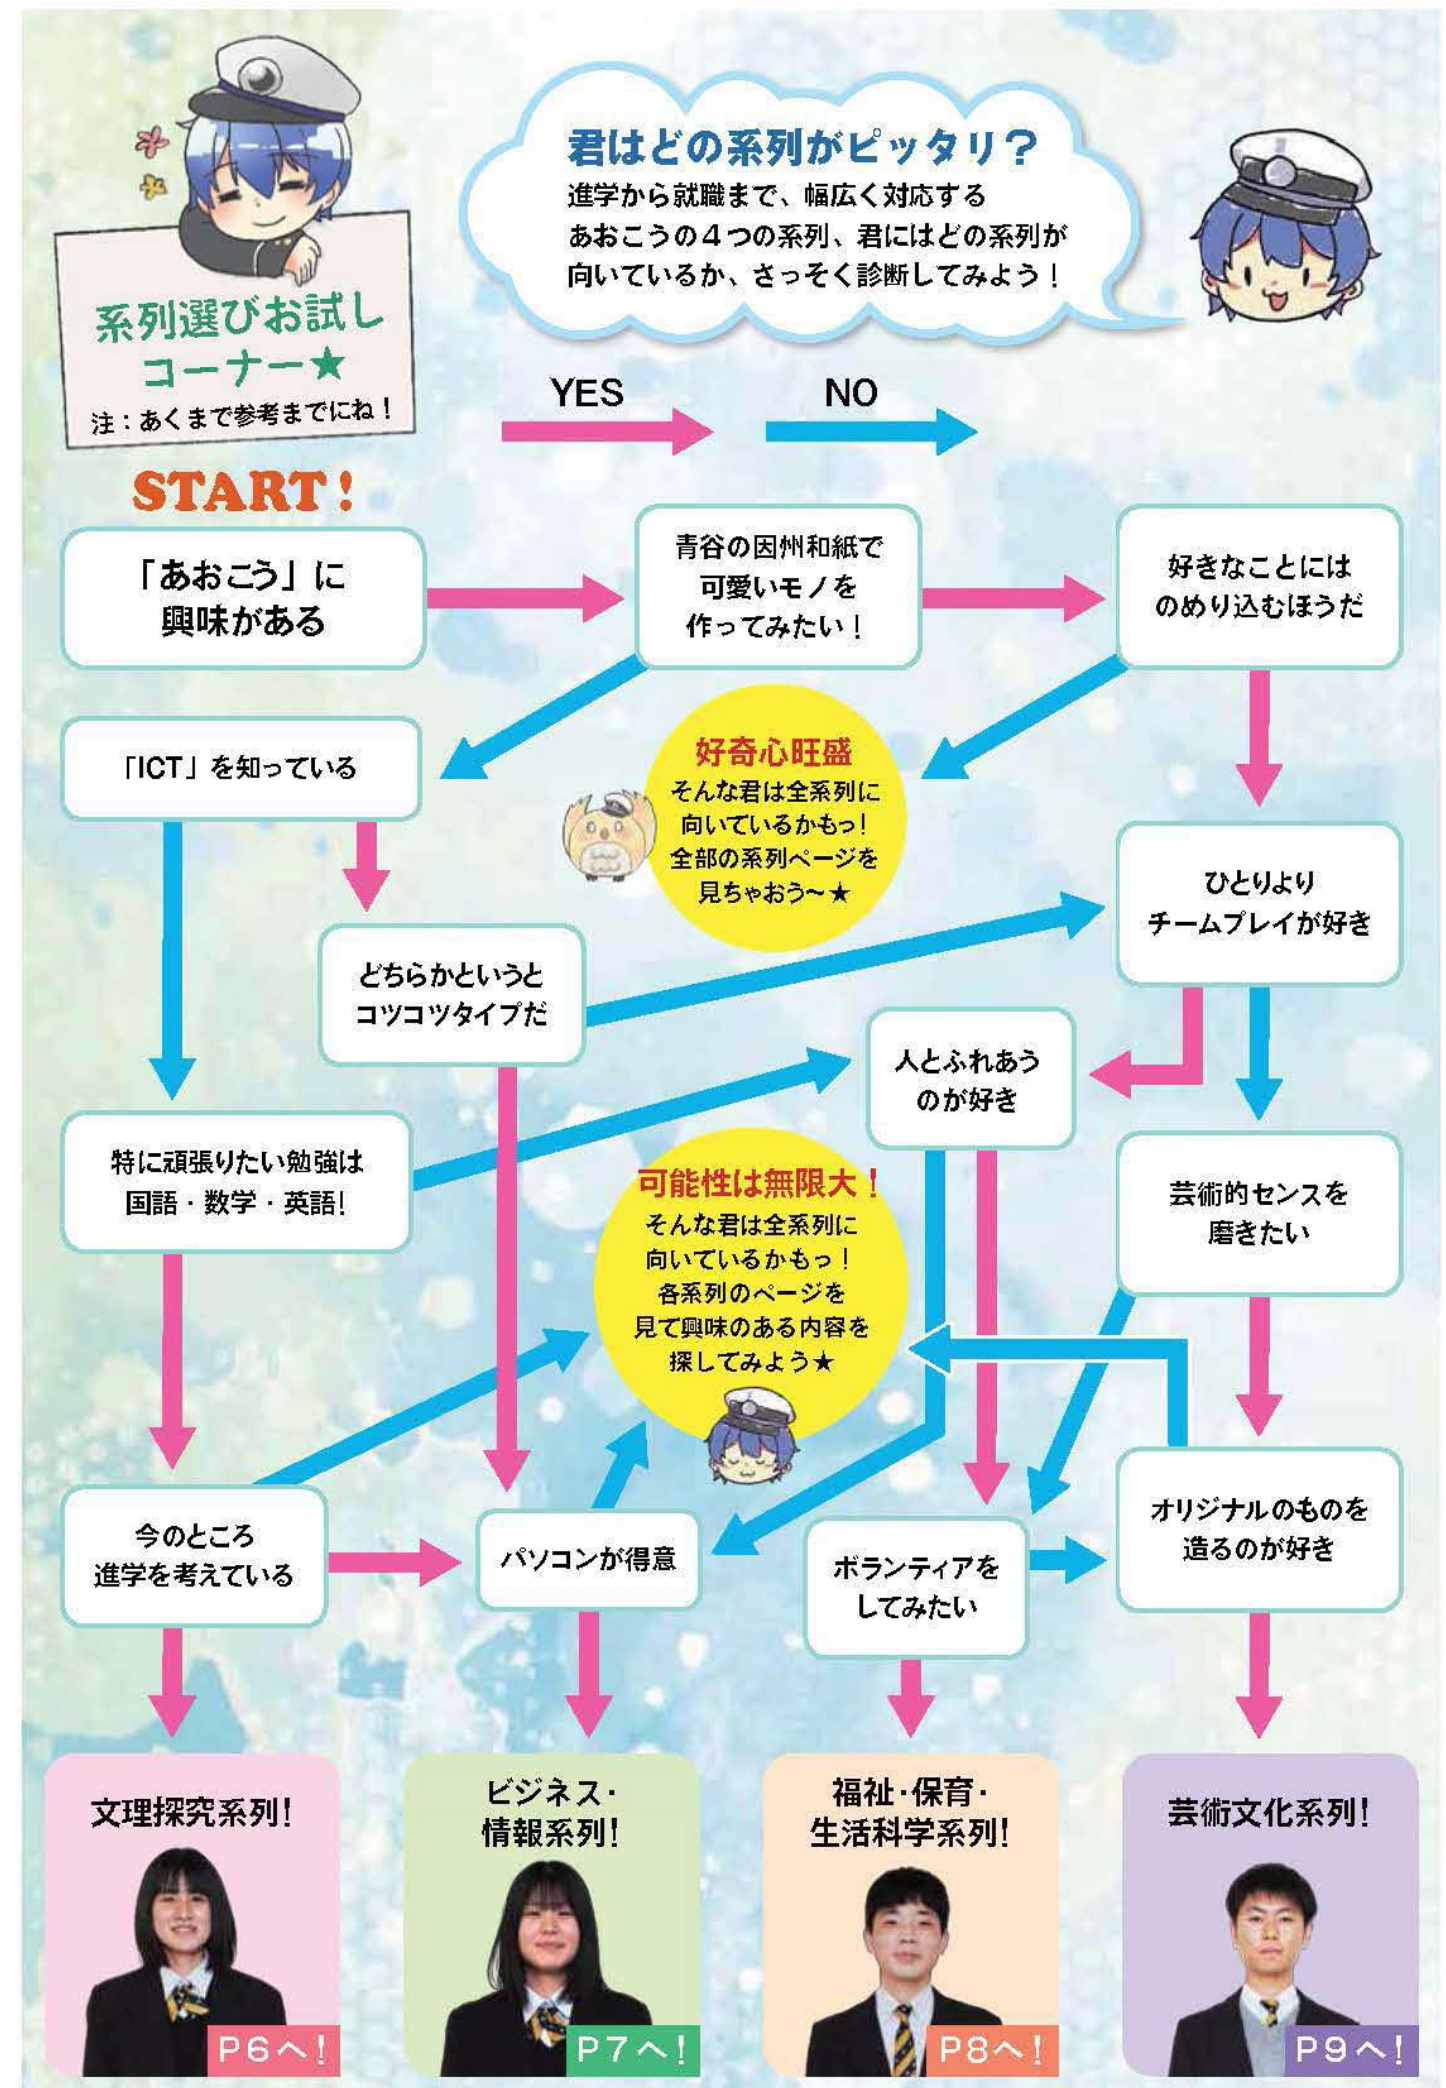 系列選びお試し
コーナー★
注：あくまで参考までにね！
君はどの系列がピッタリ？
進学から就職まで、幅広く対応する
あおこうの４つの系列、君にはどの系列が
向いているか、さっそく診断してみよう！
YES
NO
START！
「あおこう」に
興味がある
青谷の因州和紙で
可愛いモノを
作ってみたい！
好きなことには
のめり込むほうだ
「ICT」を知っている
好奇心旺盛
そんな君は全系列に
向いているかもっ！
全部の系列ページを
見ちゃおう〜★
ひとりより
チームプレイが好き
どちらかというと
コツコツタイプだ
人とふれあう
のが好き
特に頑張りたい勉強は
国語・数学・英語！
可能性は無限大！
そんな君は全系列に
向いているかもっ！
各系列のページを
見て興味のある内容を
探してみよう★
芸術的センスを
磨きたい
今のところ
進学を考えている
パソコンが得意
ボランティアを
してみたい
オリジナルのものを
造るのが好き
文理探究系列！
P6へ！
ビジネス・
情報系列！
P7へ！
福祉・保育・
生活科学系列！
P8へ！
芸術文化系列！
P9へ！